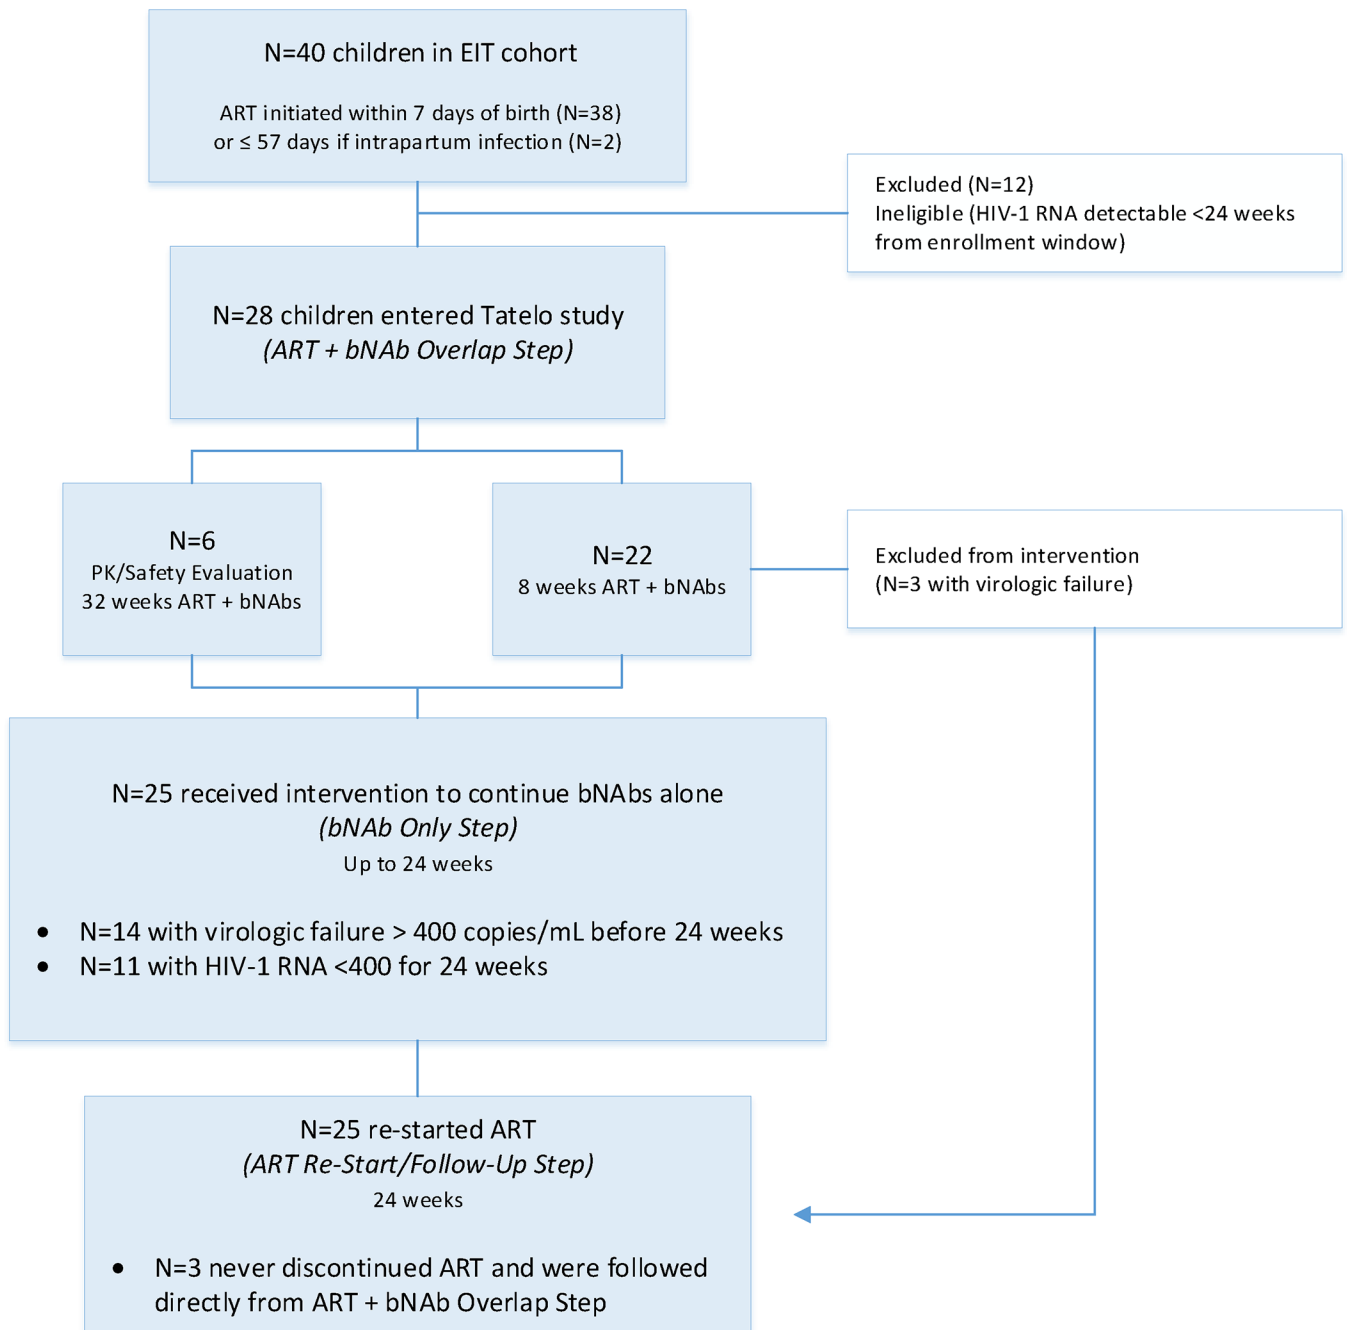 N=40 children in EIT cohort
ART initiated within 7 days of birth (N=38)
or ≤ 57 days if intrapartum infection (N=2)
Excluded (N=12)
Ineligible (HIV-1 RNA detectable <24 weeks
from enrollment window)
N=28 children entered Tatelo study
(ART + bNAb Overlap Step)
N=6
PK/Safety Evaluation
32 weeks ART + bNAbs
N=22
8 weeks ART + bNAbs
Excluded from intervention
(N=3 with virologic failure)
N=25 received intervention to continue bNAbs alone
(bNAb Only Step)
Up to 24 weeks
• N=14 with virologic failure > 400 copies/mL before 24 weeks
• N=11 with HIV-1 RNA <400 for 24 weeks
N=25 re-started ART
(ART Re-Start/Follow-Up Step)
24 weeks
• N=3 never discontinued ART and were followed
directly from ART + bNAb Overlap Step